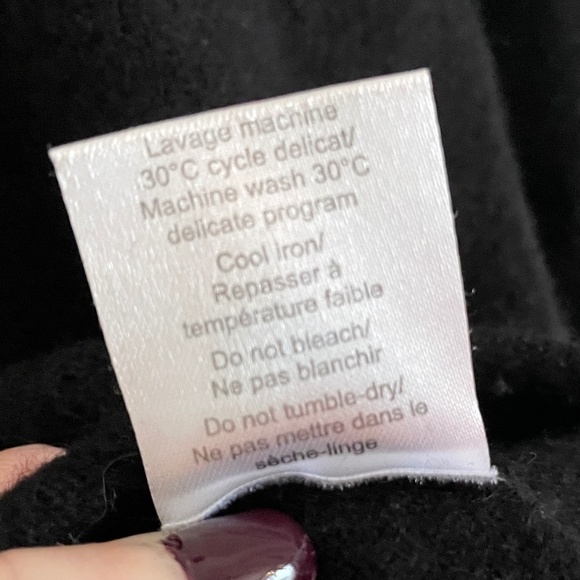 Lavage machine
30°C cycle delicat/
Machine wash 30°C
delicate program
Cool iron/
Repasser à
température faible
Do not bleach/
Ne pas blanchir
Do not tumble-dry/
Ne pas mettre dans le
sèche-linge